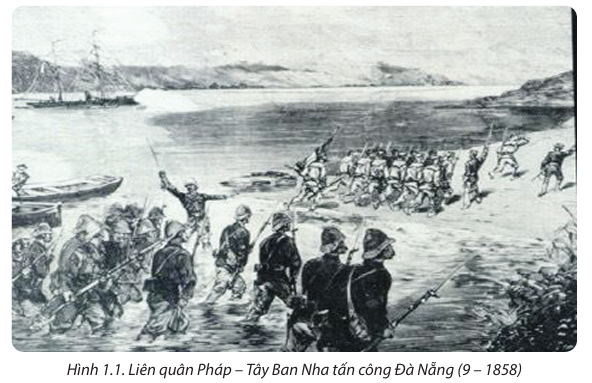 Hình 1.1. Liên quân Pháp – Tây Ban Nha tấn công Đà Nẵng (9 – 1858)